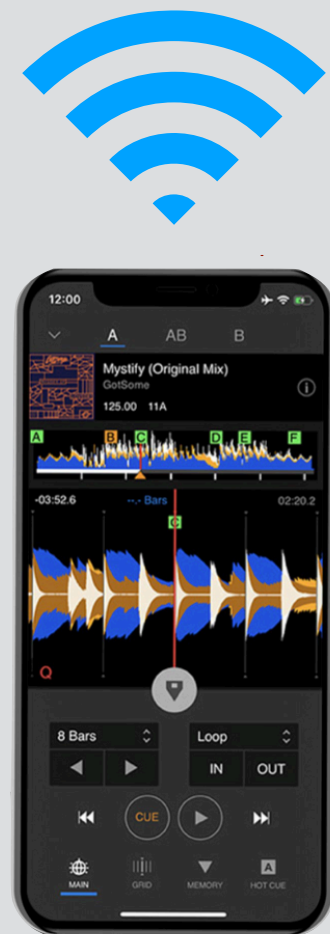 12:00
A AB B
Mystify (Original Mix)
GotSome
125.00 11A
A B C D E F
-03:52.6 --.- Bars 02:20.2
C
Q
8 Bars Loop
IN OUT
CUE
A
MAIN GRID MEMORY HOT CUE